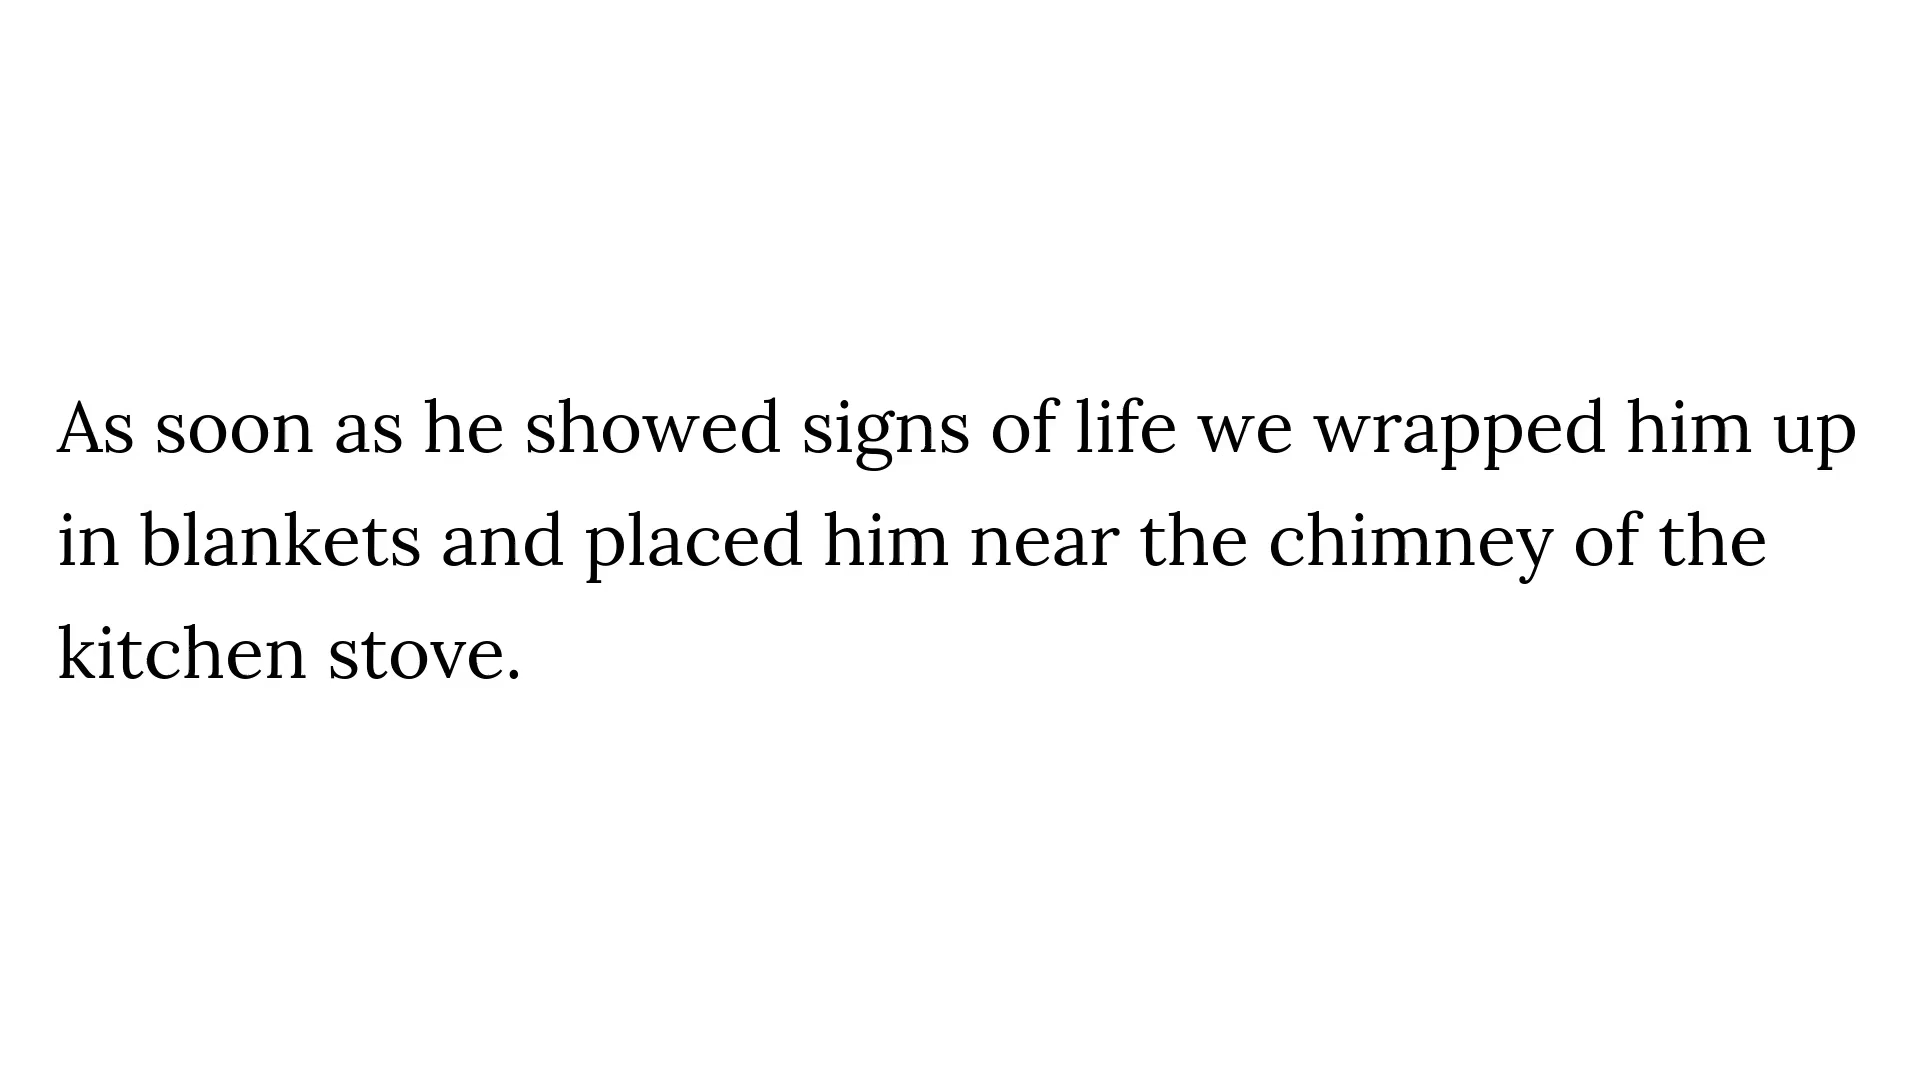 As soon as he showed signs of life we wrapped him up
in blankets and placed him near the chimney of the
kitchen stove.